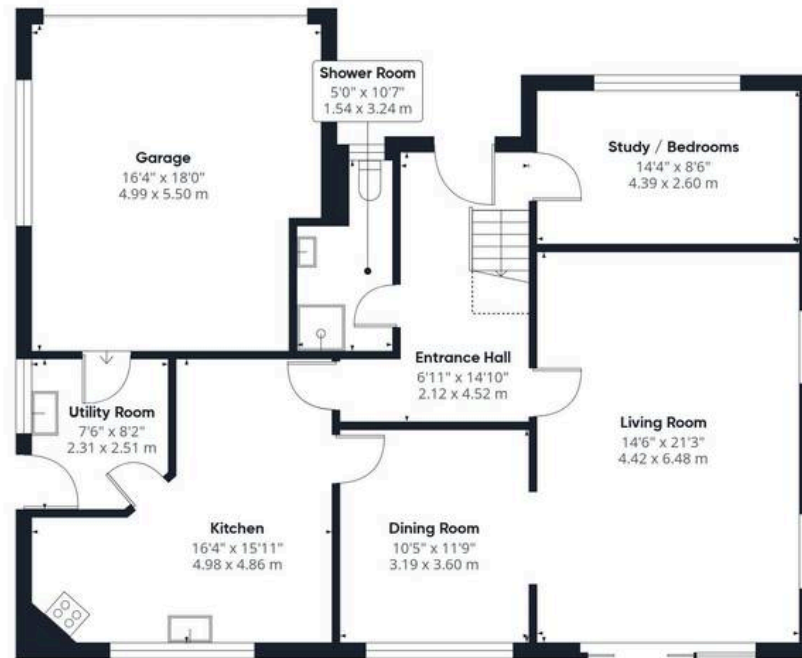 Shower Room
5'0" x 10'7"
1.54 x 3.24 m
Garage
16'4" x 18'0"
4.99 x 5.50 m
Study / Bedrooms
14'4" x 8'6"
4.39 x 2.60 m
Entrance Hall
6'11" x 14'10"
2.12 x 4.52 m
Utility Room
7'6" x 8'2"
2.31 x 2.51 m
Living Room
14'6" x 21'3"
4.42 x 6.48 m
Kitchen
16'4" x 15'11"
4.98 x 4.86 m
Dining Room
10'5" x 11'9"
3.19 x 3.60 m